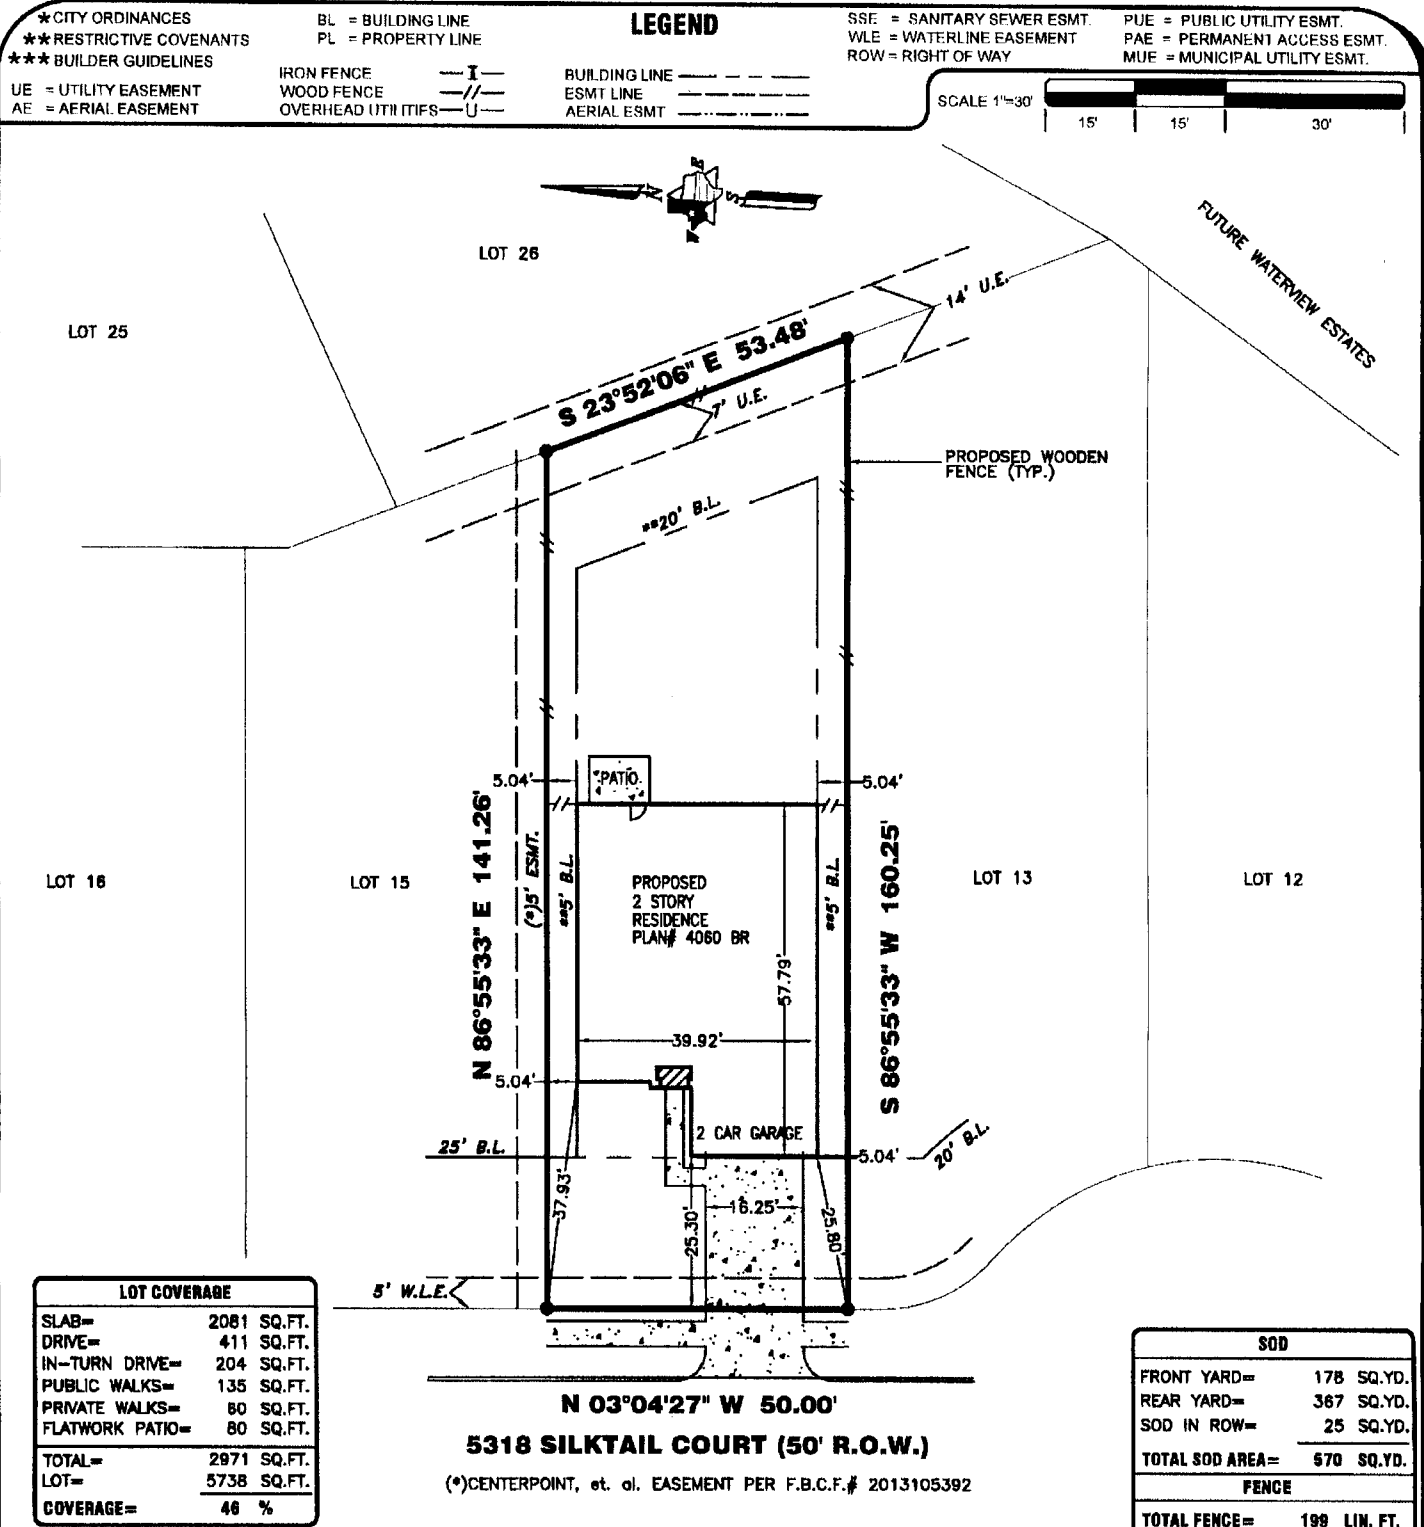 *CITY ORDINANCES
**RESTRICTIVE COVENANTS
***BUILDER GUIDELINES
UE = UTILITY EASEMENT
AE = AERIAL EASEMENT
BL = BUILDING LINE
PL = PROPERTY LINE
IRON FENCE —I—
WOOD FENCE —//—
OVERHEAD UTILITIES —U—
LEGEND
BUILDING LINE
ESMT LINE
AERIAL ESMT
SSE = SANITARY SEWER ESMT.
WLE = WATERLINE EASEMENT
ROW = RIGHT OF WAY
PUE = PUBLIC UTILITY ESMT.
PAE = PERMANENT ACCESS ESMT.
MUE = MUNICIPAL UTILITY ESMT.
SCALE 1"=30'
15' 15' 30'
N E S W
LOT 26
LOT 25
FUTURE WATERVIEW ESTATES
14' U.E.
S 23°52'06" E 53.48'
7' U.E.
PROPOSED WOODEN
FENCE (TYP.)
**20' B.L.
5.04'
PATIO
5.04'
N 86°55'33" E 141.26'
(*)5' ESMT.
**5' B.L.
**5' B.L.
S 86°55'33" W 160.25'
LOT 16
LOT 15
PROPOSED
2 STORY
RESIDENCE
PLAN# 4060 BR
LOT 13
LOT 12
57.79'
39.92'
5.04'
2 CAR GARAGE
25' B.L.
5.04'
20' B.L.
37.93'
25.30'
16.25'
25.80'
5' W.L.E.
N 03°04'27" W 50.00'
5318 SILKTAIL COURT (50' R.O.W.)
(*)CENTERPOINT, et. al. EASEMENT PER F.B.C.F.# 2013105392
LOT COVERAGE
SLAB= 2081 SQ.FT.
DRIVE= 411 SQ.FT.
IN-TURN DRIVE= 204 SQ.FT.
PUBLIC WALKS= 135 SQ.FT.
PRIVATE WALKS= 60 SQ.FT.
FLATWORK PATIO= 80 SQ.FT.
TOTAL= 2971 SQ.FT.
LOT= 5738 SQ.FT.
COVERAGE= 46 %
SOD
FRONT YARD= 178 SQ.YD.
REAR YARD= 367 SQ.YD.
SOD IN ROW= 25 SQ.YD.
TOTAL SOD AREA= 570 SQ.YD.
FENCE
TOTAL FENCE= 199 LIN. FT.